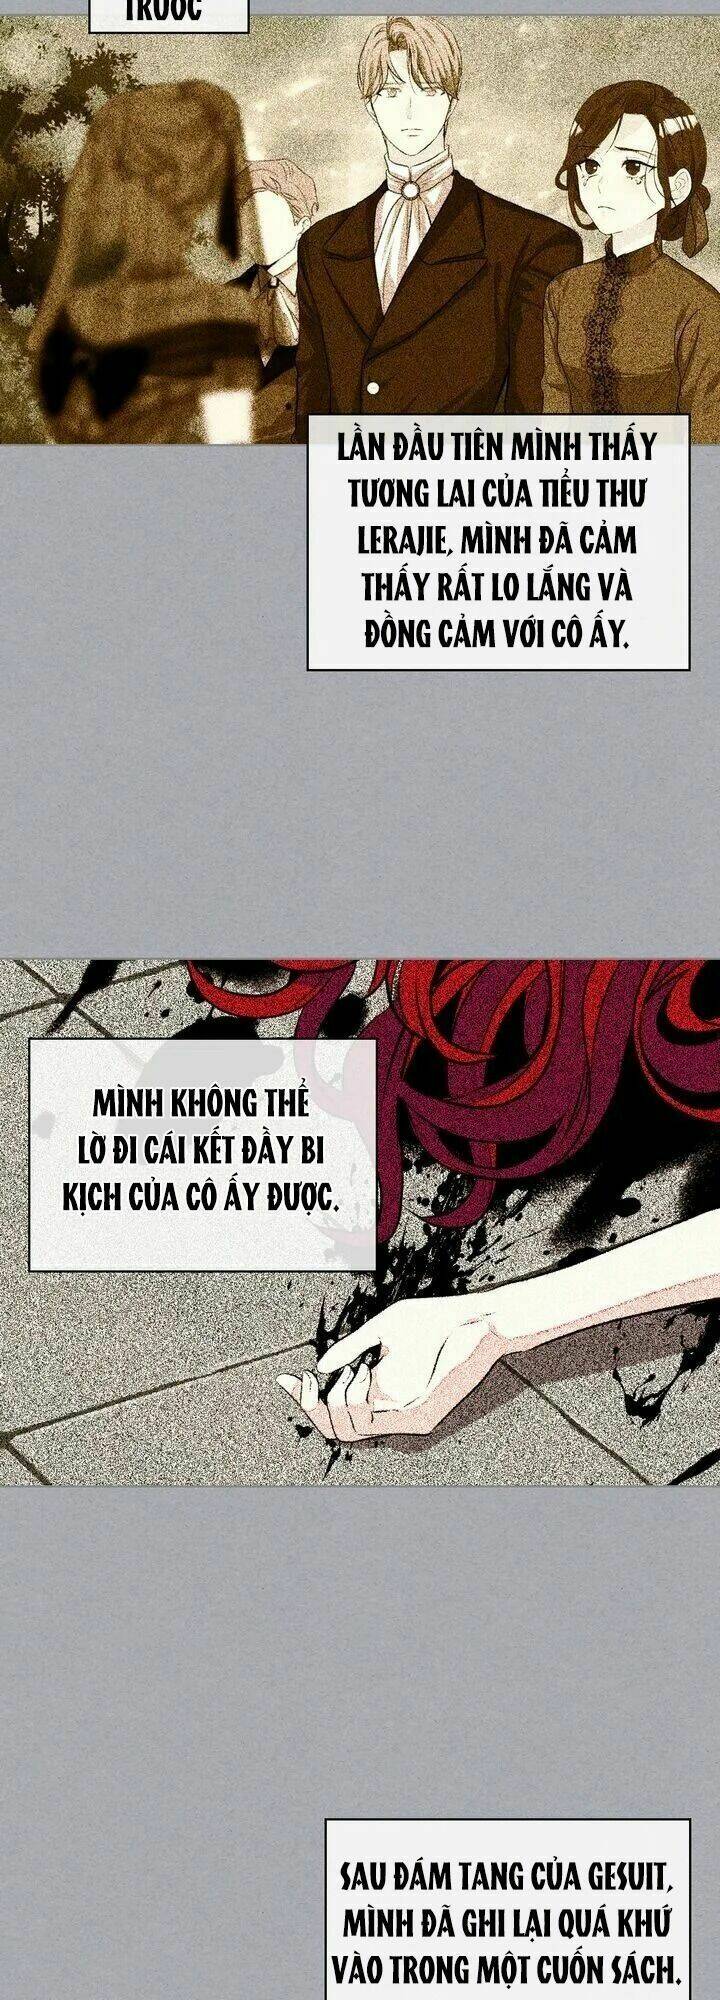 TRƯỚC
LẦN ĐẦU TIÊN MÌNH THẤY
TƯƠNG LAI CỦA TIỂU THƯ
LERAJIE, MÌNH ĐÃ CẢM
THẤY RẤT LO LẮNG VÀ
ĐỒNG CẢM VỚI CÔ ẤY.
MÌNH KHÔNG THỂ
LỜ ĐI CÁI KẾT ĐẦY BI
KỊCH CỦA CÔ ẤY ĐƯỢC.
SAU ĐÁM TANG CỦA GESUIT,
MÌNH ĐÃ GHI LẠI QUÁ KHỨ
VÀO TRONG MỘT CUỐN SÁCH.